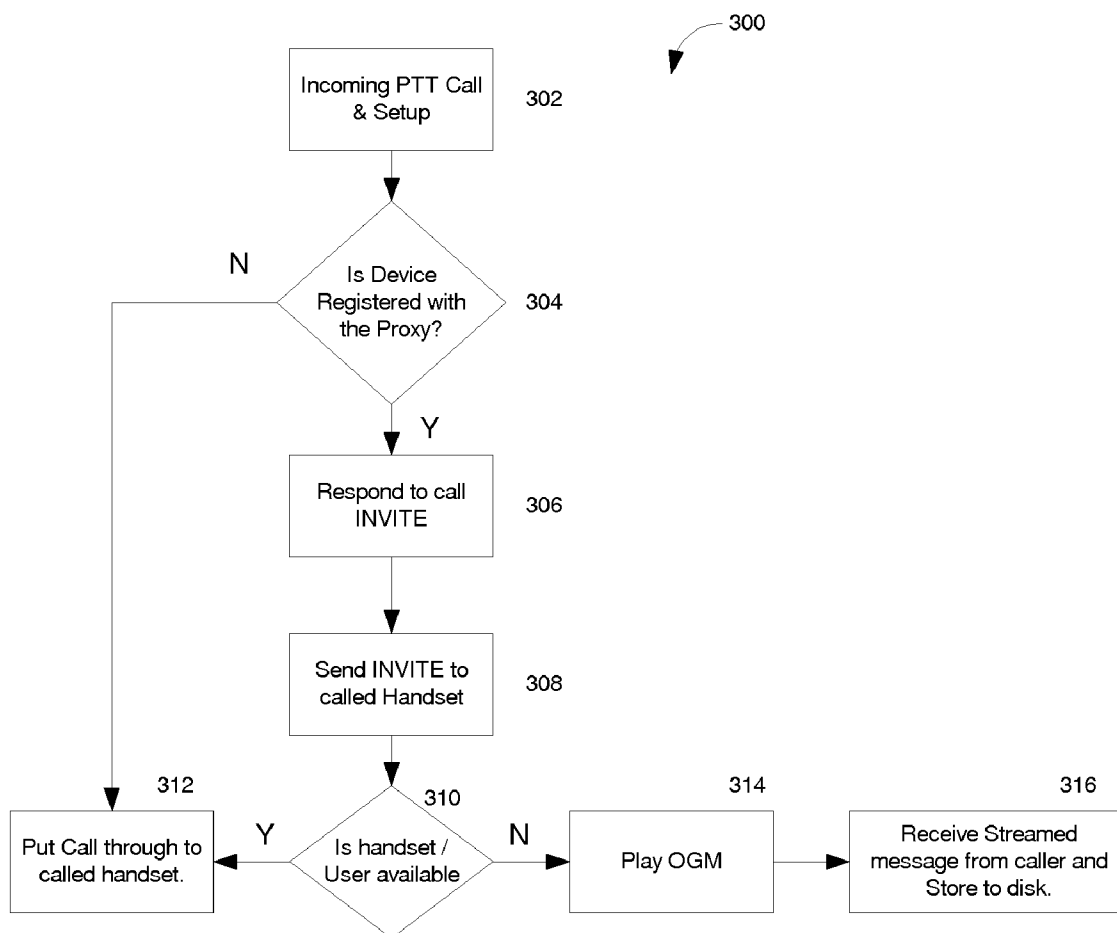 300
Incoming PTT Call
& Setup
302
N
Is Device
Registered with
the Proxy?
304
Y
Respond to call
INVITE
306
Send INVITE to
called Handset
308
312
310
314
316
Put Call through to
called handset.
Y
Is handset /
User available
N
Play OGM
Receive Streamed
message from caller and
Store to disk.